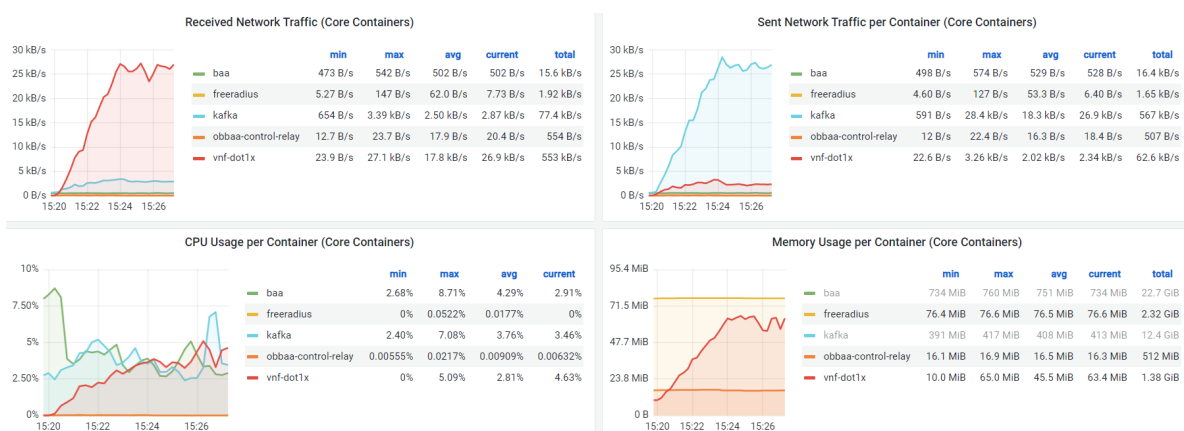 Received Network Traffic (Core Containers)
30 kB/s
25 kB/s
20 kB/s
15 kB/s
10 kB/s
5 kB/s
0 B/s
15:20 15:22 15:24 15:26
min max avg current total
baa 473 B/s 542 B/s 502 B/s 502 B/s 15.6 kB/s
freeradius 5.27 B/s 147 B/s 62.0 B/s 7.73 B/s 1.92 kB/s
kafka 654 B/s 3.39 kB/s 2.50 kB/s 2.87 kB/s 77.4 kB/s
obbaa-control-relay 12.7 B/s 23.7 B/s 17.9 B/s 20.4 B/s 554 B/s
vnf-dot1x 23.9 B/s 27.1 kB/s 17.8 kB/s 26.9 kB/s 553 kB/s
Sent Network Traffic per Container (Core Containers)
30 kB/s
25 kB/s
20 kB/s
15 kB/s
10 kB/s
5 kB/s
0 B/s
15:20 15:22 15:24 15:26
min max avg current total
baa 498 B/s 574 B/s 529 B/s 528 B/s 16.4 kB/s
freeradius 4.60 B/s 127 B/s 53.3 B/s 6.40 B/s 1.65 kB/s
kafka 591 B/s 28.4 kB/s 18.3 kB/s 26.9 kB/s 567 kB/s
obbaa-control-relay 12 B/s 22.4 B/s 16.3 B/s 18.4 B/s 507 B/s
vnf-dot1x 22.6 B/s 3.26 kB/s 2.02 kB/s 2.34 kB/s 62.6 kB/s
CPU Usage per Container (Core Containers)
10%
7.50%
5%
2.50%
0%
15:20 15:22 15:24 15:26
min max avg current
baa 2.68% 8.71% 4.29% 2.91%
freeradius 0% 0.0522% 0.0177% 0%
kafka 2.40% 7.08% 3.76% 3.46%
obbaa-control-relay 0.00555% 0.0217% 0.00909% 0.00632%
vnf-dot1x 0% 5.09% 2.81% 4.63%
Memory Usage per Container (Core Containers)
95.4 MiB
71.5 MiB
47.7 MiB
23.8 MiB
0 B
15:20 15:22 15:24 15:26
min max avg current total
baa 734 MiB 760 MiB 751 MiB 734 MiB 22.7 GiB
freeradius 76.4 MiB 76.6 MiB 76.5 MiB 76.6 MiB 2.32 GiB
kafka 391 MiB 417 MiB 408 MiB 413 MiB 12.4 GiB
obbaa-control-relay 16.1 MiB 16.9 MiB 16.5 MiB 16.3 MiB 512 MiB
vnf-dot1x 10.0 MiB 65.0 MiB 45.5 MiB 63.4 MiB 1.38 GiB